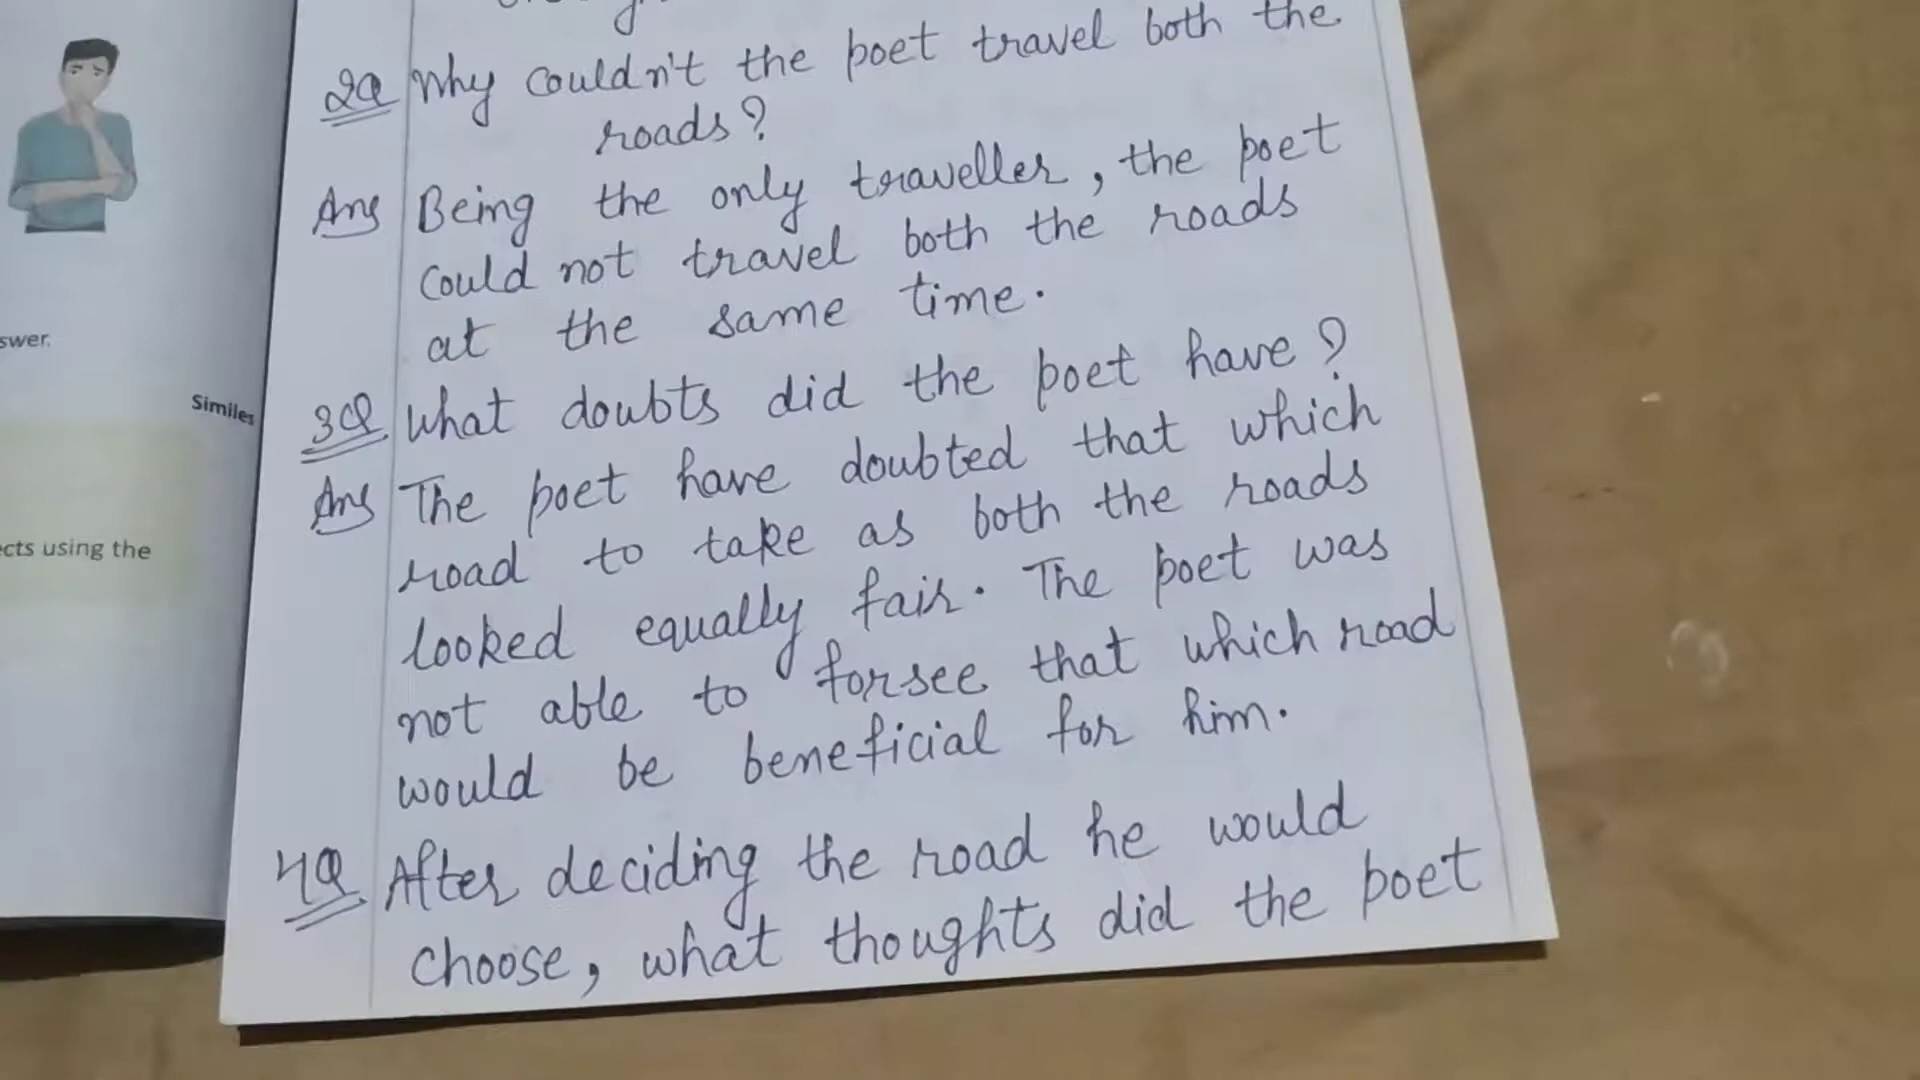 2Q Why couldn't the poet travel both the
roads?
Ans Being the only traveller, the poet
could not travel both the roads
at the same time.
3Q What doubts did the poet have?
Ans The poet have doubted that which
road to take as both the roads
looked equally fair. The poet was
not able to forsee that which road
would be beneficial for him.
4Q After deciding the road he would
choose, what thoughts did the poet
swer.
Similes
ects using the